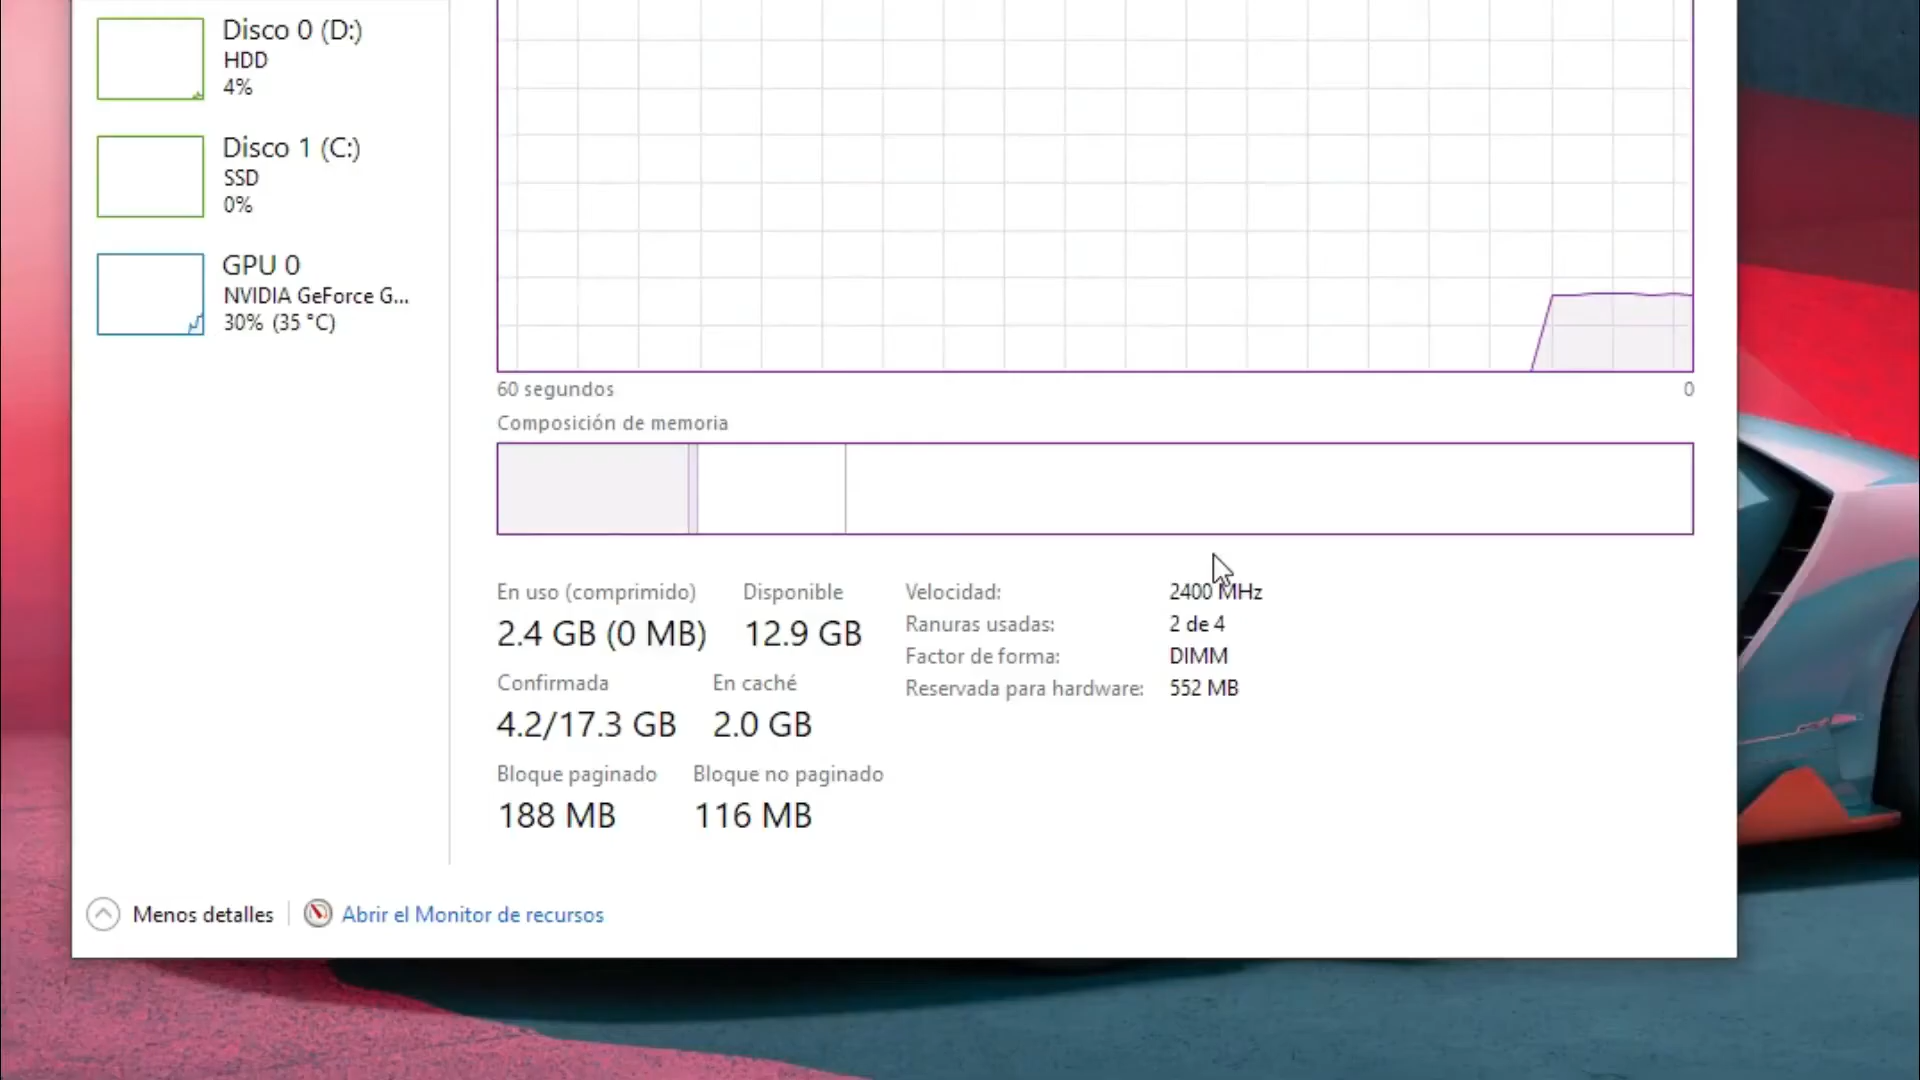 Disco 0 (D:)
HDD
4%
Disco 1 (C:)
SSD
0%
GPU 0
NVIDIA GeForce G...
30% (35 °C)
60 segundos
0
Composición de memoria
En uso (comprimido)
Disponible
2.4 GB (0 MB)
12.9 GB
Confirmada
En caché
4.2/17.3 GB
2.0 GB
Bloque paginado
Bloque no paginado
188 MB
116 MB
Velocidad:
2400 MHz
Ranuras usadas:
2 de 4
Factor de forma:
DIMM
Reservada para hardware:
552 MB
Menos detalles
Abrir el Monitor de recursos